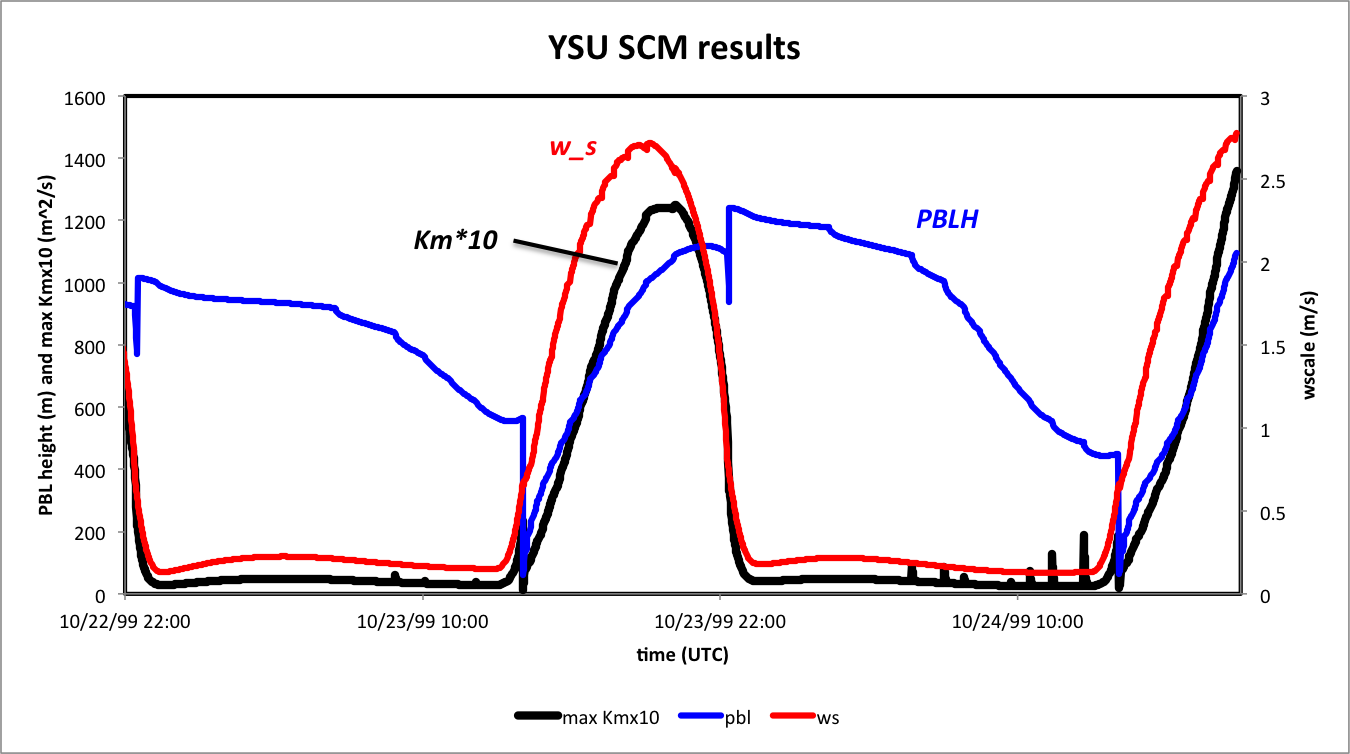 YSU SCM results
PBL height (m) and max Kmx10 (m^2/s)
1600
1400
1200
1000
800
600
400
200
0
w_s
Km*10
PBLH
3
2.5
2
1.5
1
0.5
0
wscale (m/s)
10/22/99 22:00 10/23/99 10:00 10/23/99 22:00 10/24/99 10:00
time (UTC)
max Kmx10 pbl ws